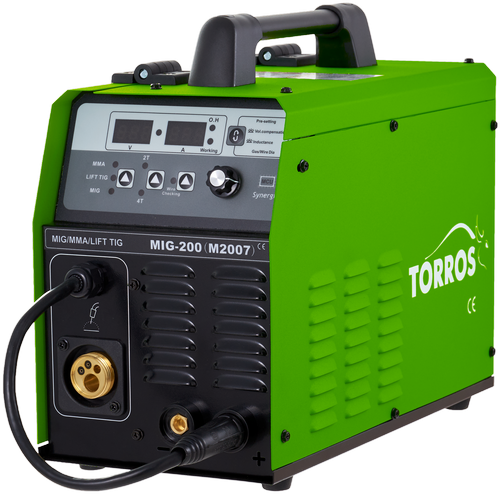 O.H
Pre-setting
Vol compensation
Inductance
Gas/Wire Dia
V
A
Working
MMA
2T
LIFT TIG
Wire
Checking
MIG
4T
Synerg
MIG/MMA/LIFT TIG
MIG-200 (M2007) CE
TORROS
CE
- +